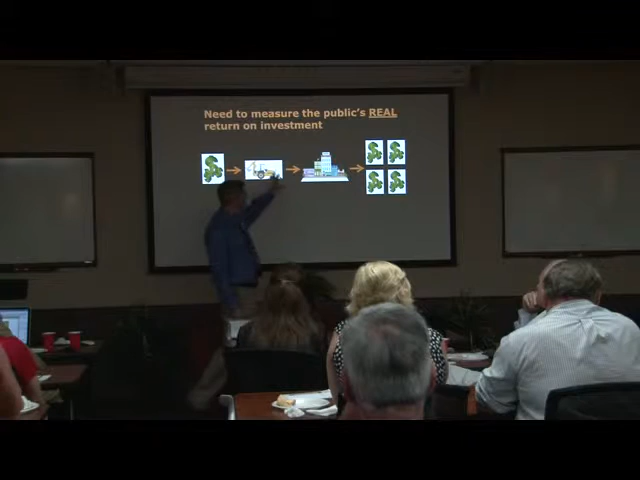 Need to measure the public's REAL
return on investment